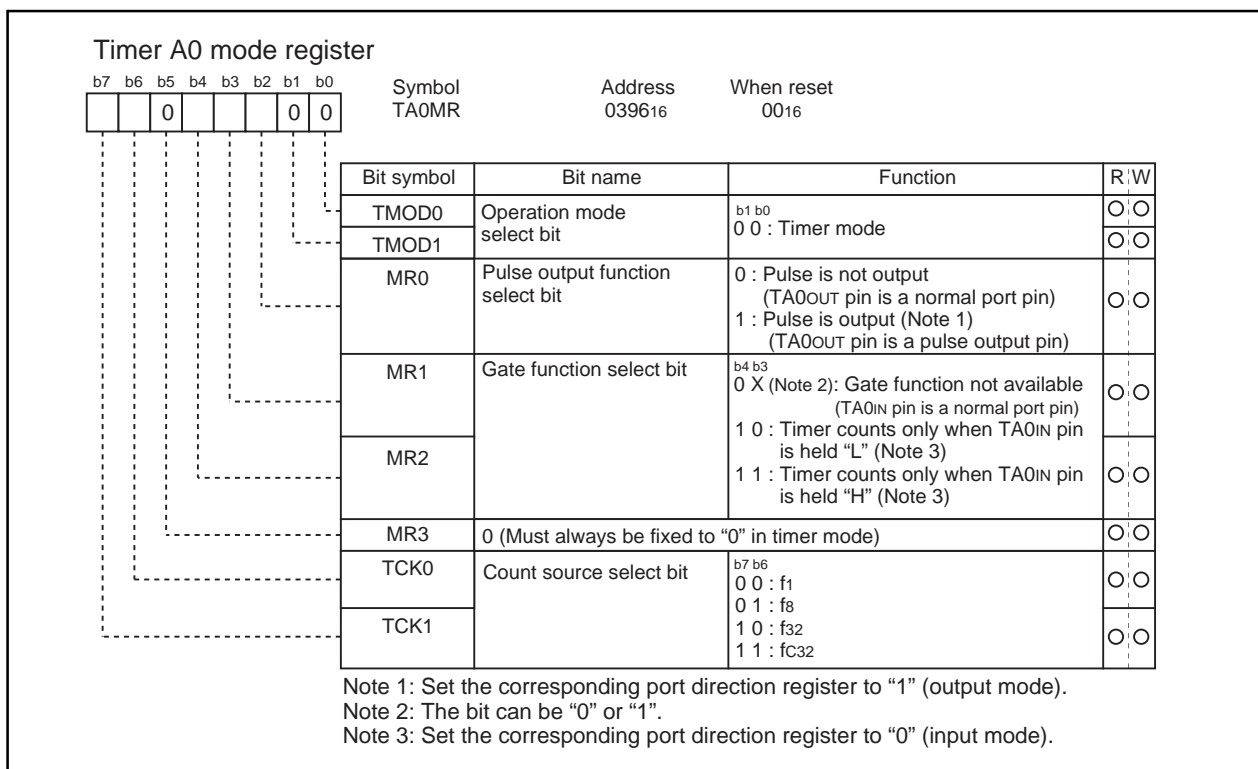 Timer A0 mode register
b7 b6 b5 b4 b3 b2 b1 b0
Symbol Address When reset
0 0 0 TA0MR 039616 0016
Bit symbol Bit name Function R W
TMOD0 Operation mode select bit b1 b0
0 0 : Timer mode
TMOD1
MR0 Pulse output function select bit 0 : Pulse is not output
(TA0OUT pin is a normal port pin)
1 : Pulse is output (Note 1)
(TA0OUT pin is a pulse output pin)
MR1 Gate function select bit b4 b3
0 X (Note 2): Gate function not available
(TA0IN pin is a normal port pin)
1 0 : Timer counts only when TA0IN pin
is held “L” (Note 3)
MR2
1 1 : Timer counts only when TA0IN pin
is held “H” (Note 3)
MR3 0 (Must always be fixed to “0” in timer mode)
TCK0 Count source select bit b7 b6
0 0 : f1
0 1 : f8
TCK1
1 0 : f32
1 1 : fC32
Note 1: Set the corresponding port direction register to “1” (output mode).
Note 2: The bit can be “0” or “1”.
Note 3: Set the corresponding port direction register to “0” (input mode).